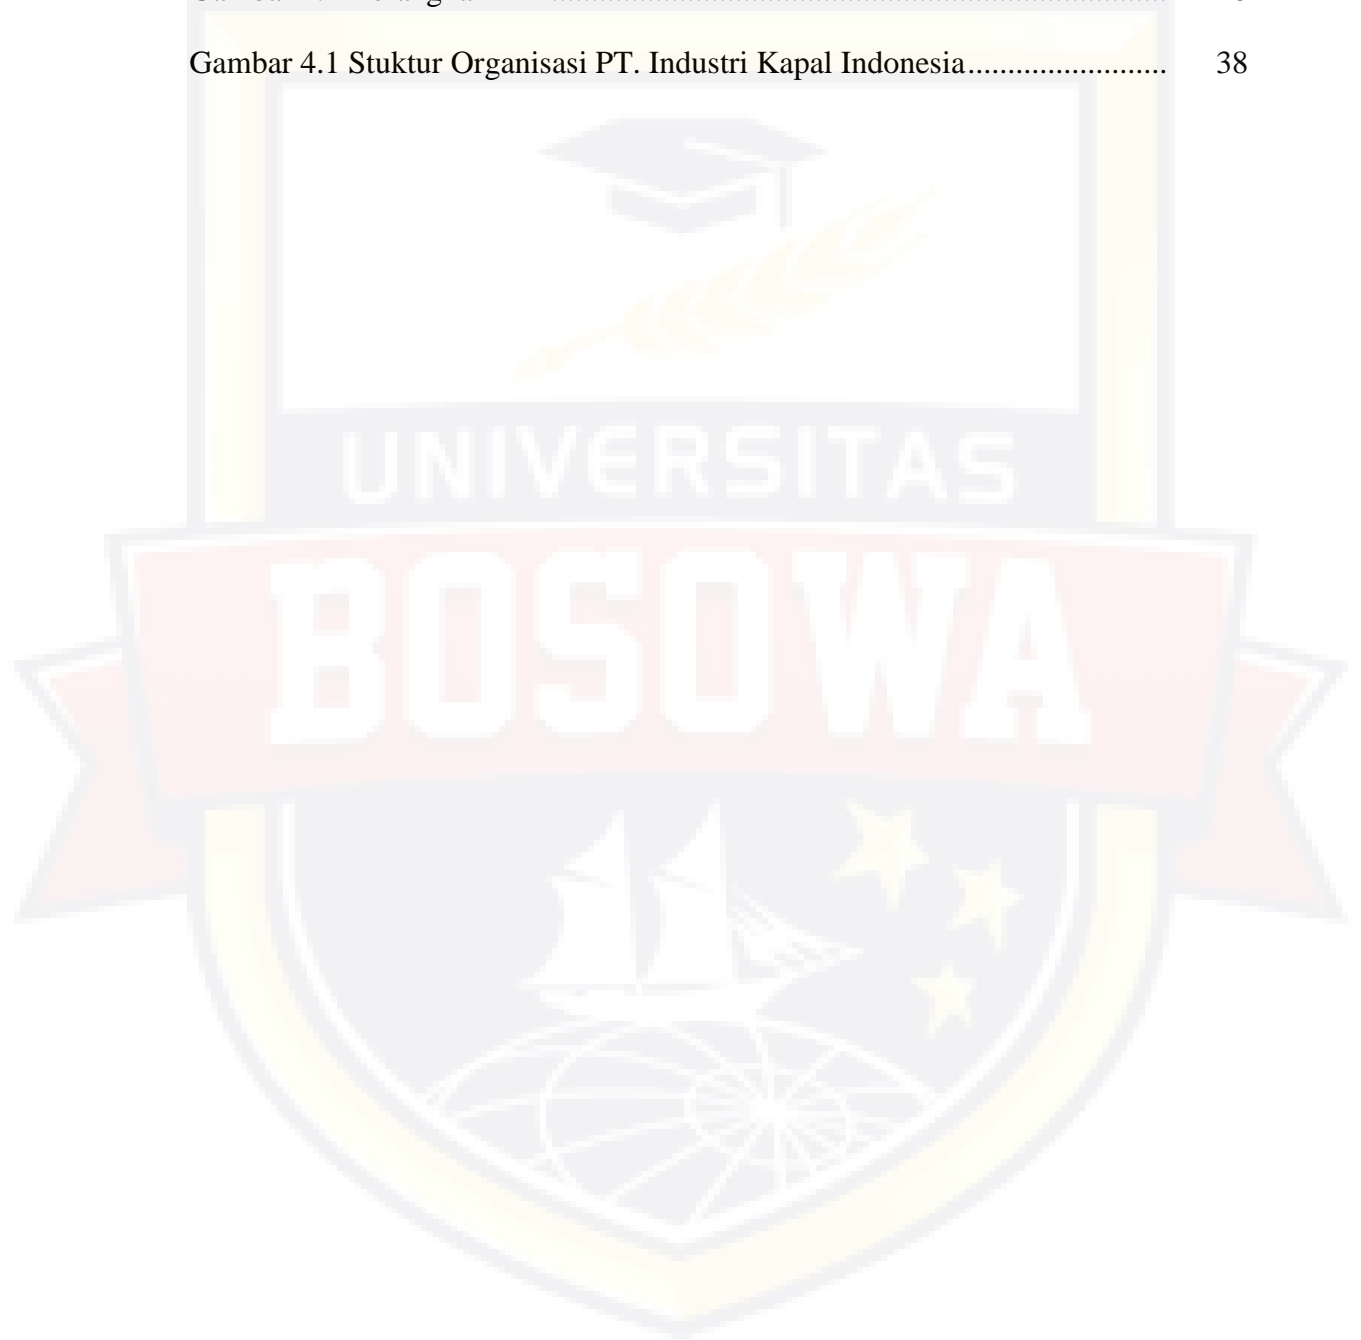 Gambar 4.1 Stuktur Organisasi PT. Industri Kapal Indonesia......................... 38
UNIVERSITAS
BOSOWA